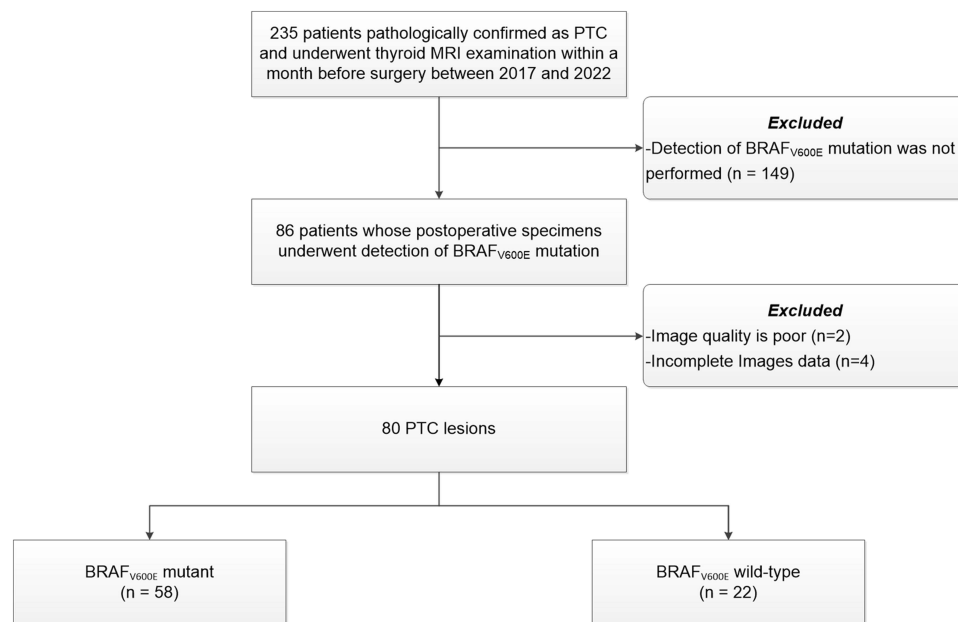 235 patients pathologically confirmed as PTC
and underwent thyroid MRI examination within a
month before surgery between 2017 and 2022
Excluded
-Detection of BRAFV600E mutation was not
performed (n = 149)
86 patients whose postoperative specimens
underwent detection of BRAFV600E mutation
Excluded
-Image quality is poor (n=2)
-Incomplete Images data (n=4)
80 PTC lesions
BRAFV600E mutant
(n = 58)
BRAFV600E wild-type
(n = 22)